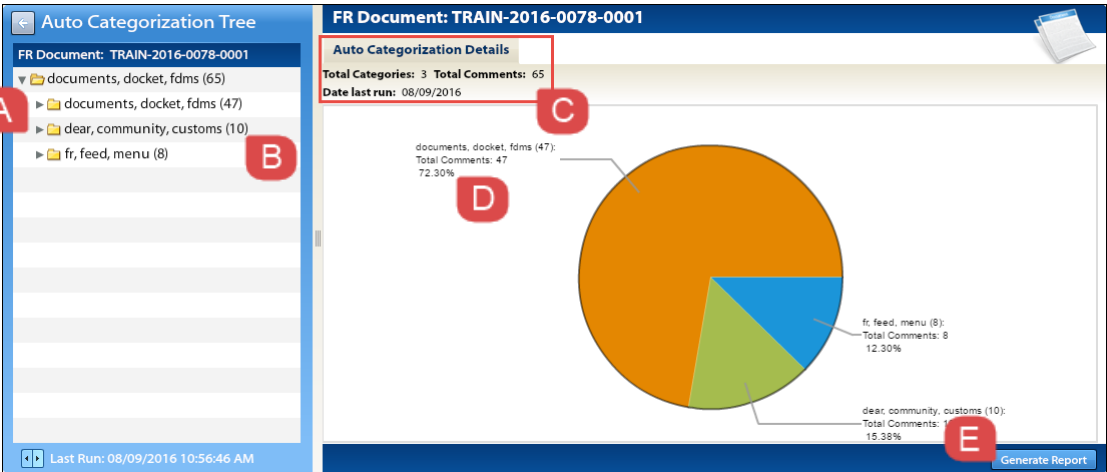 Auto Categorization Tree
FR Document: TRAIN-2016-0078-0001
documents, docket, fdms (65)
documents, docket, fdms (47)
dear, community, customs (10)
fr, feed, menu (8)
A
B
Last Run: 08/09/2016 10:56:46 AM
FR Document: TRAIN-2016-0078-0001
Auto Categorization Details
Total Categories: 3 Total Comments: 65
Date last run: 08/09/2016
C
documents, docket, fdms (47):
Total Comments: 47
72.30%
D
fr, feed, menu (8):
Total Comments: 8
12.30%
dear, community, customs (10):
Total Comments:
15.38%
E
Generate Report